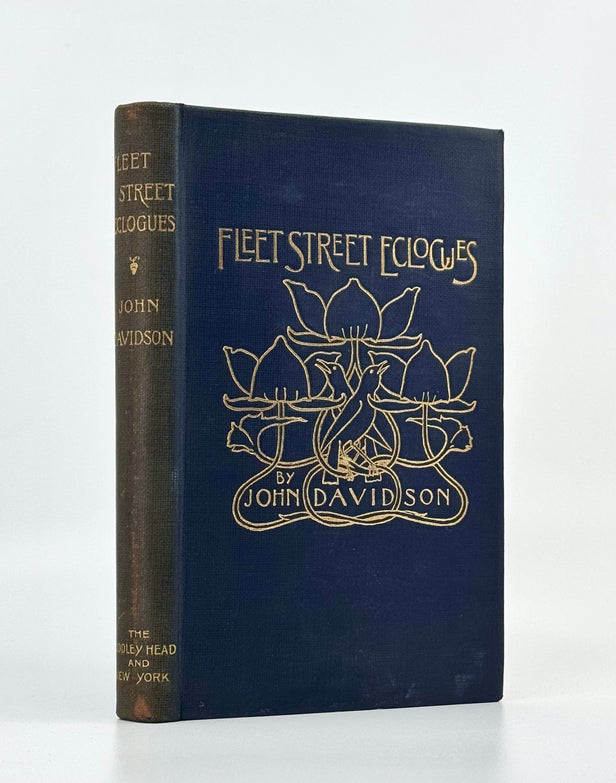 FLEET
STREET
ECLOGUES
JOHN
DAVIDSON
THE
BODLEY HEAD
AND
NEW YORK
FLEET STREET ECLOGUES
BY
JOHN DAVIDSON